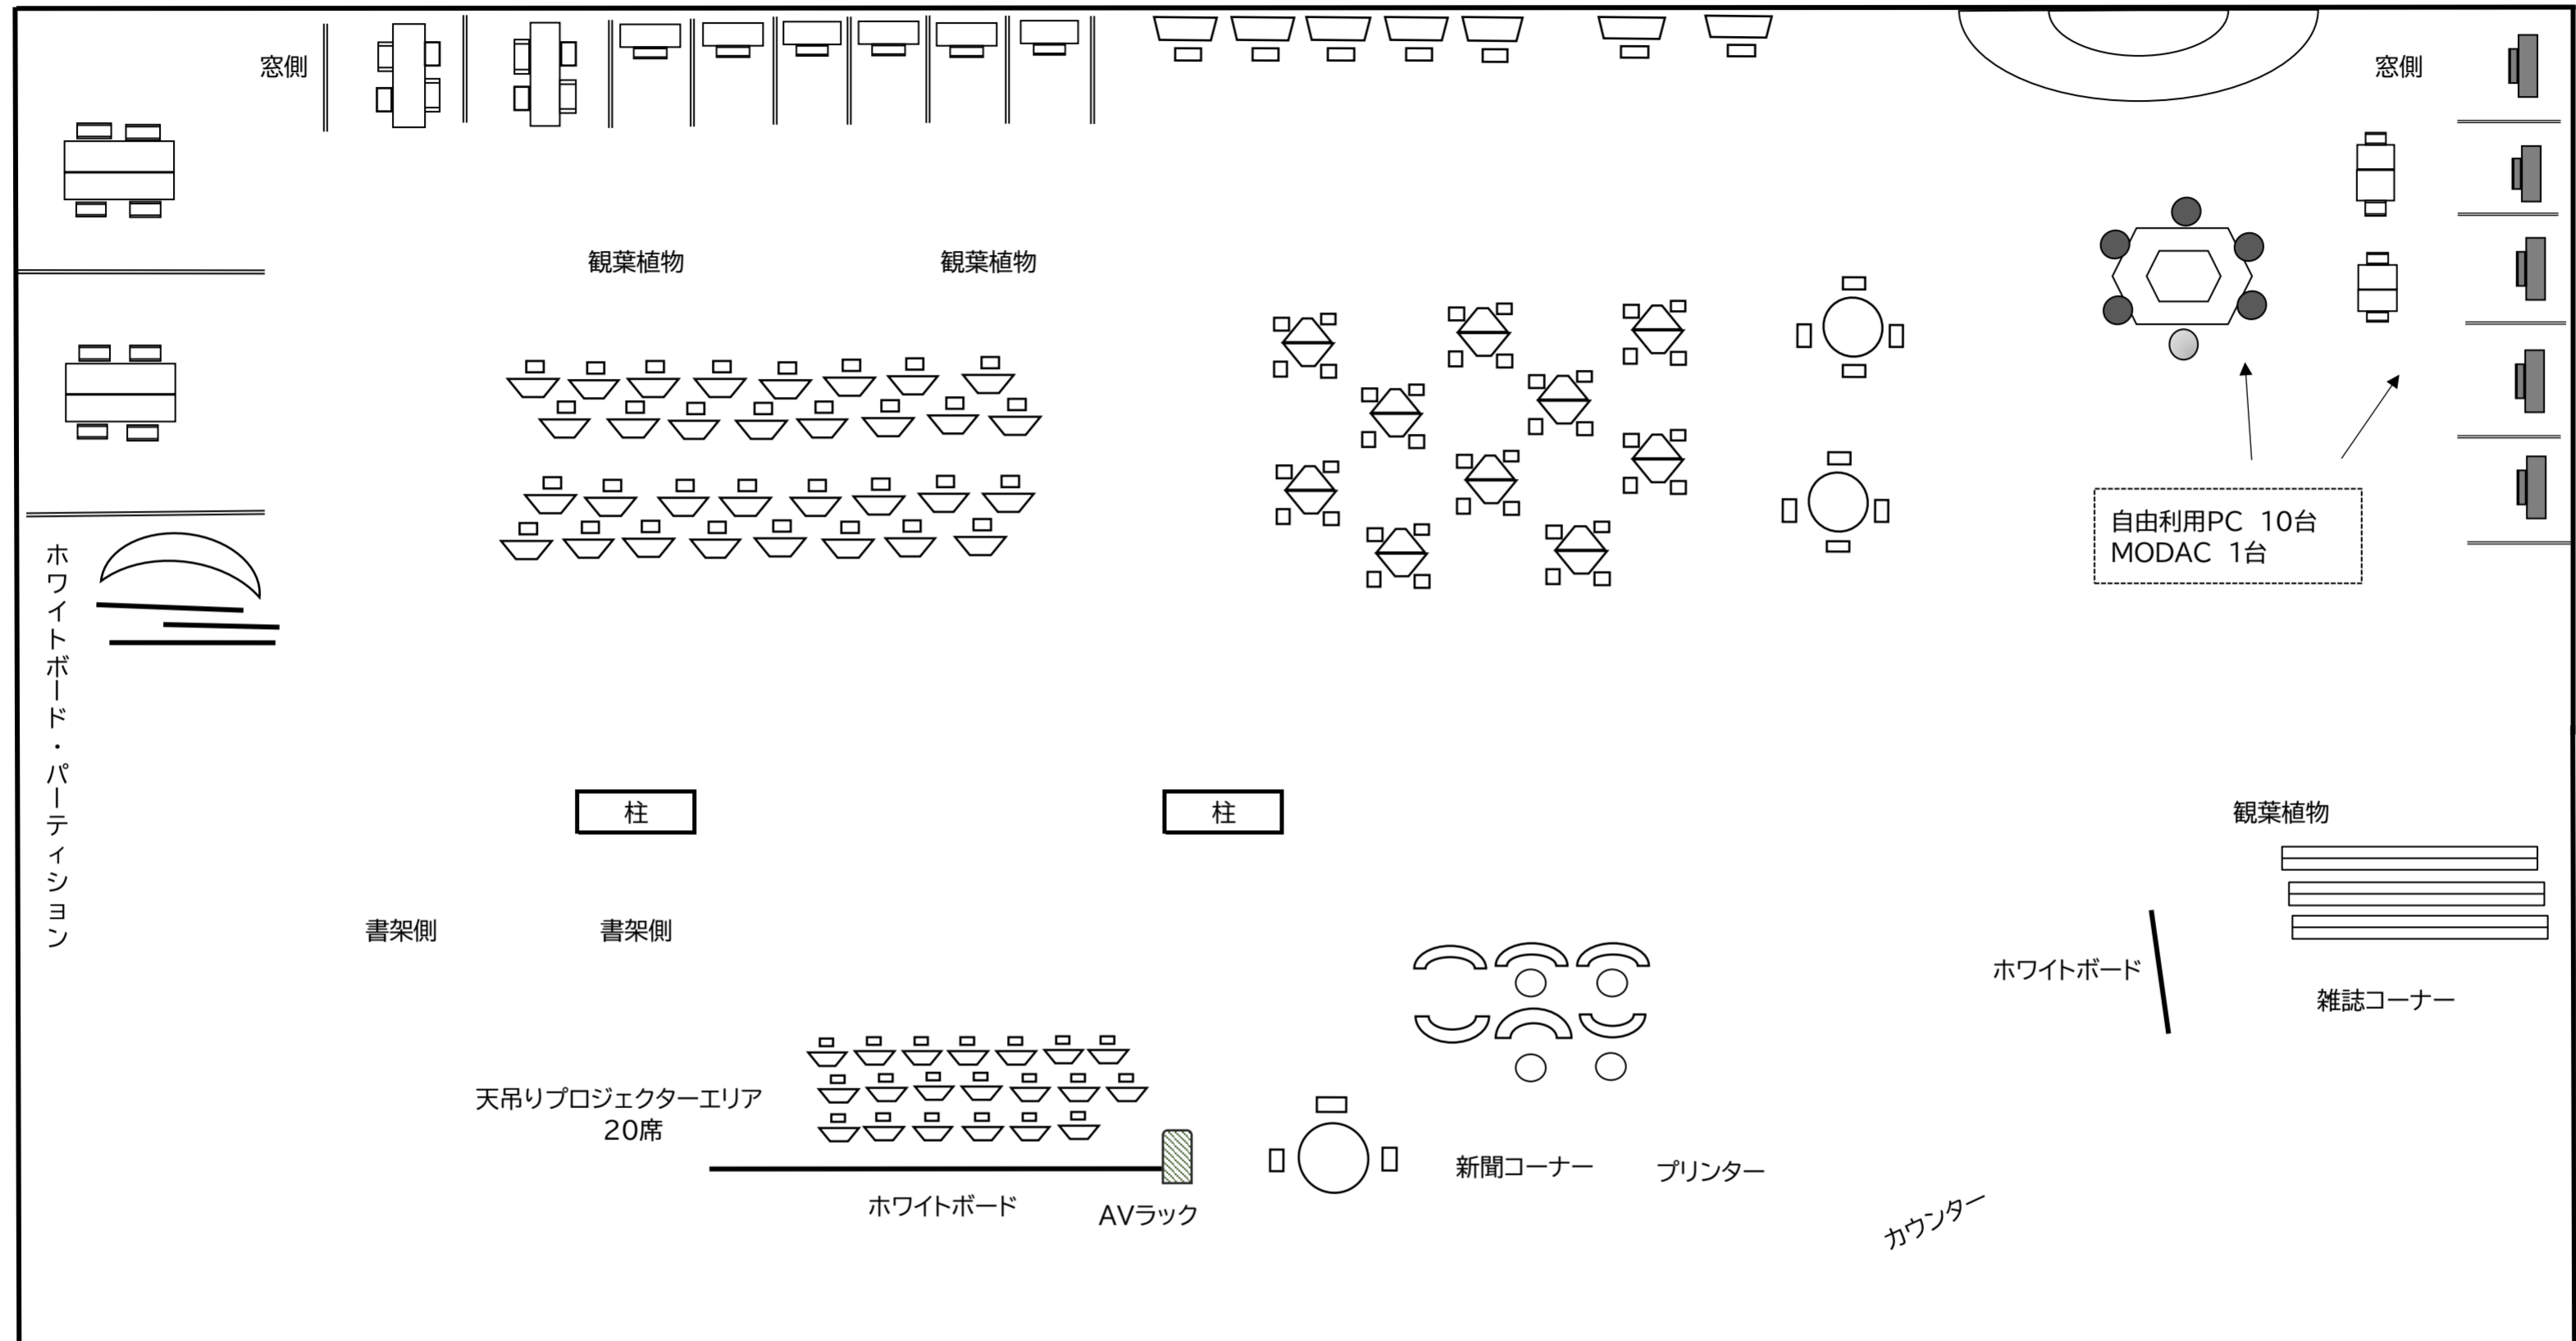 窓側
窓側
観葉植物
観葉植物
自由利用PC 10台
MODAC 1台
ホワイトボード・パーティション
柱
柱
観葉植物
書架側
書架側
ホワイトボード
雑誌コーナー
天吊りプロジェクターエリア
20席
新聞コーナー
プリンター
ホワイトボード
AVラック
カウンター